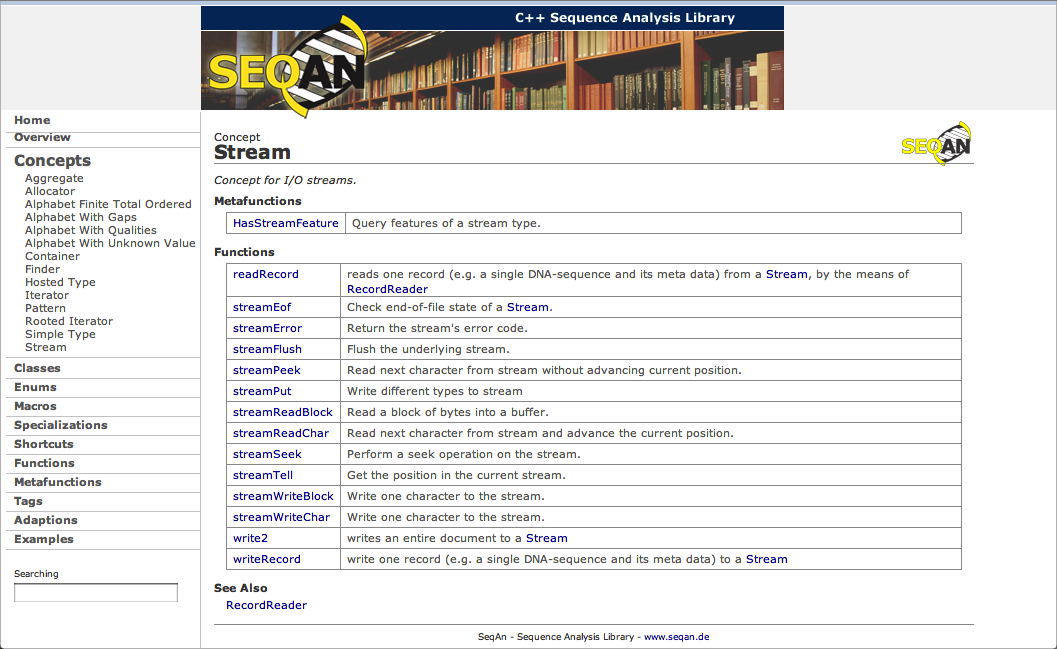 C++ Sequence Analysis Library
SEQAN
Home
Overview
Concepts
Aggregate
Allocator
Alphabet Finite Total Ordered
Alphabet With Gaps
Alphabet With Qualities
Alphabet With Unknown Value
Container
Finder
Hosted Type
Iterator
Pattern
Rooted Iterator
Simple Type
Stream
Classes
Enums
Macros
Specializations
Shortcuts
Functions
Metafunctions
Tags
Adaptions
Examples
Searching
Concept
Stream
SEQAN
Concept for I/O streams.
Metafunctions
HasStreamFeature Query features of a stream type.
Functions
readRecord reads one record (e.g. a single DNA-sequence and its meta data) from a Stream, by the means of
RecordReader
streamEof Check end-of-file state of a Stream.
streamError Return the stream's error code.
streamFlush Flush the underlying stream.
streamPeek Read next character from stream without advancing current position.
streamPut Write different types to stream
streamReadBlock Read a block of bytes into a buffer.
streamReadChar Read next character from stream and advance the current position.
streamSeek Perform a seek operation on the stream.
streamTell Get the position in the current stream.
streamWriteBlock Write one character to the stream.
streamWriteChar Write one character to the stream.
write2 writes an entire document to a Stream
writeRecord write one record (e.g. a single DNA-sequence and its meta data) to a Stream
See Also
RecordReader
SeqAn - Sequence Analysis Library - www.seqan.de